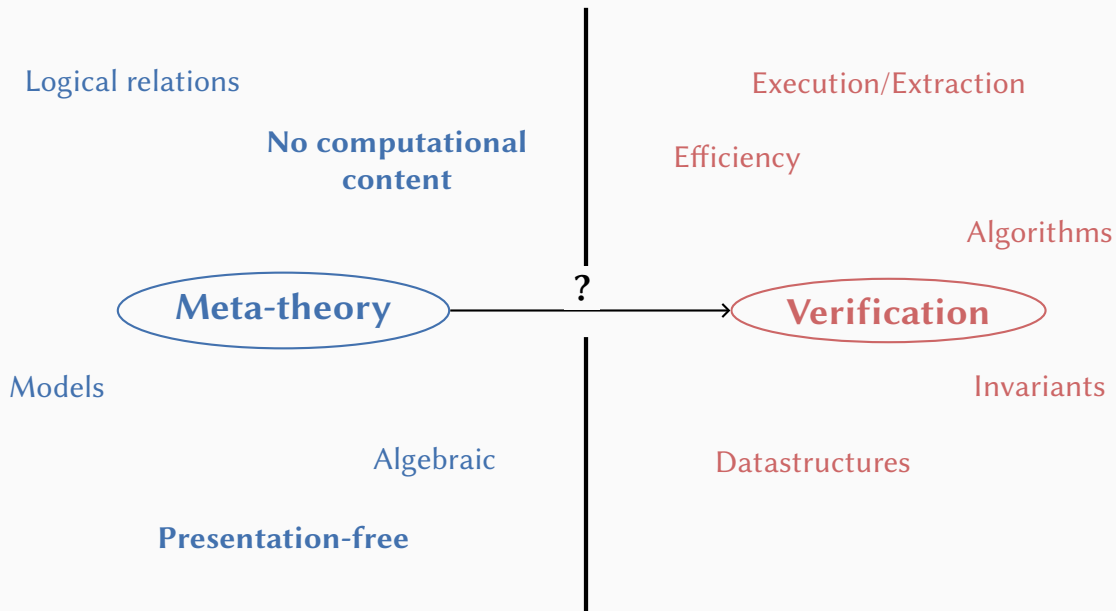 Logical relations
No computational
content
Meta-theory
Models
Algebraic
Presentation-free
?
Execution/Extraction
Efficiency
Algorithms
Verification
Invariants
Datastructures